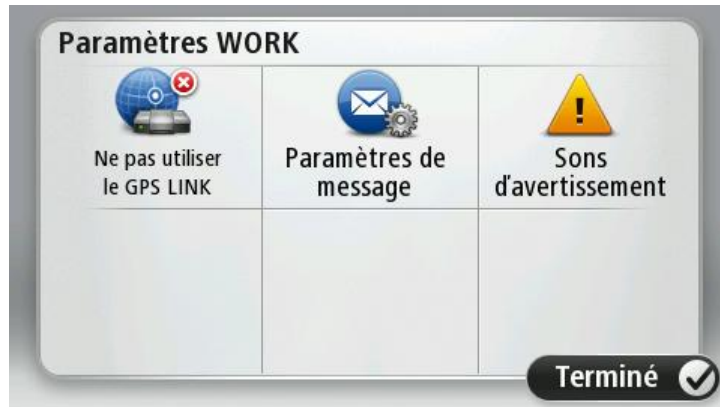 Paramètres WORK
Ne pas utiliser
le GPS LINK
Paramètres de
message
Sons
d'avertissement
Terminé